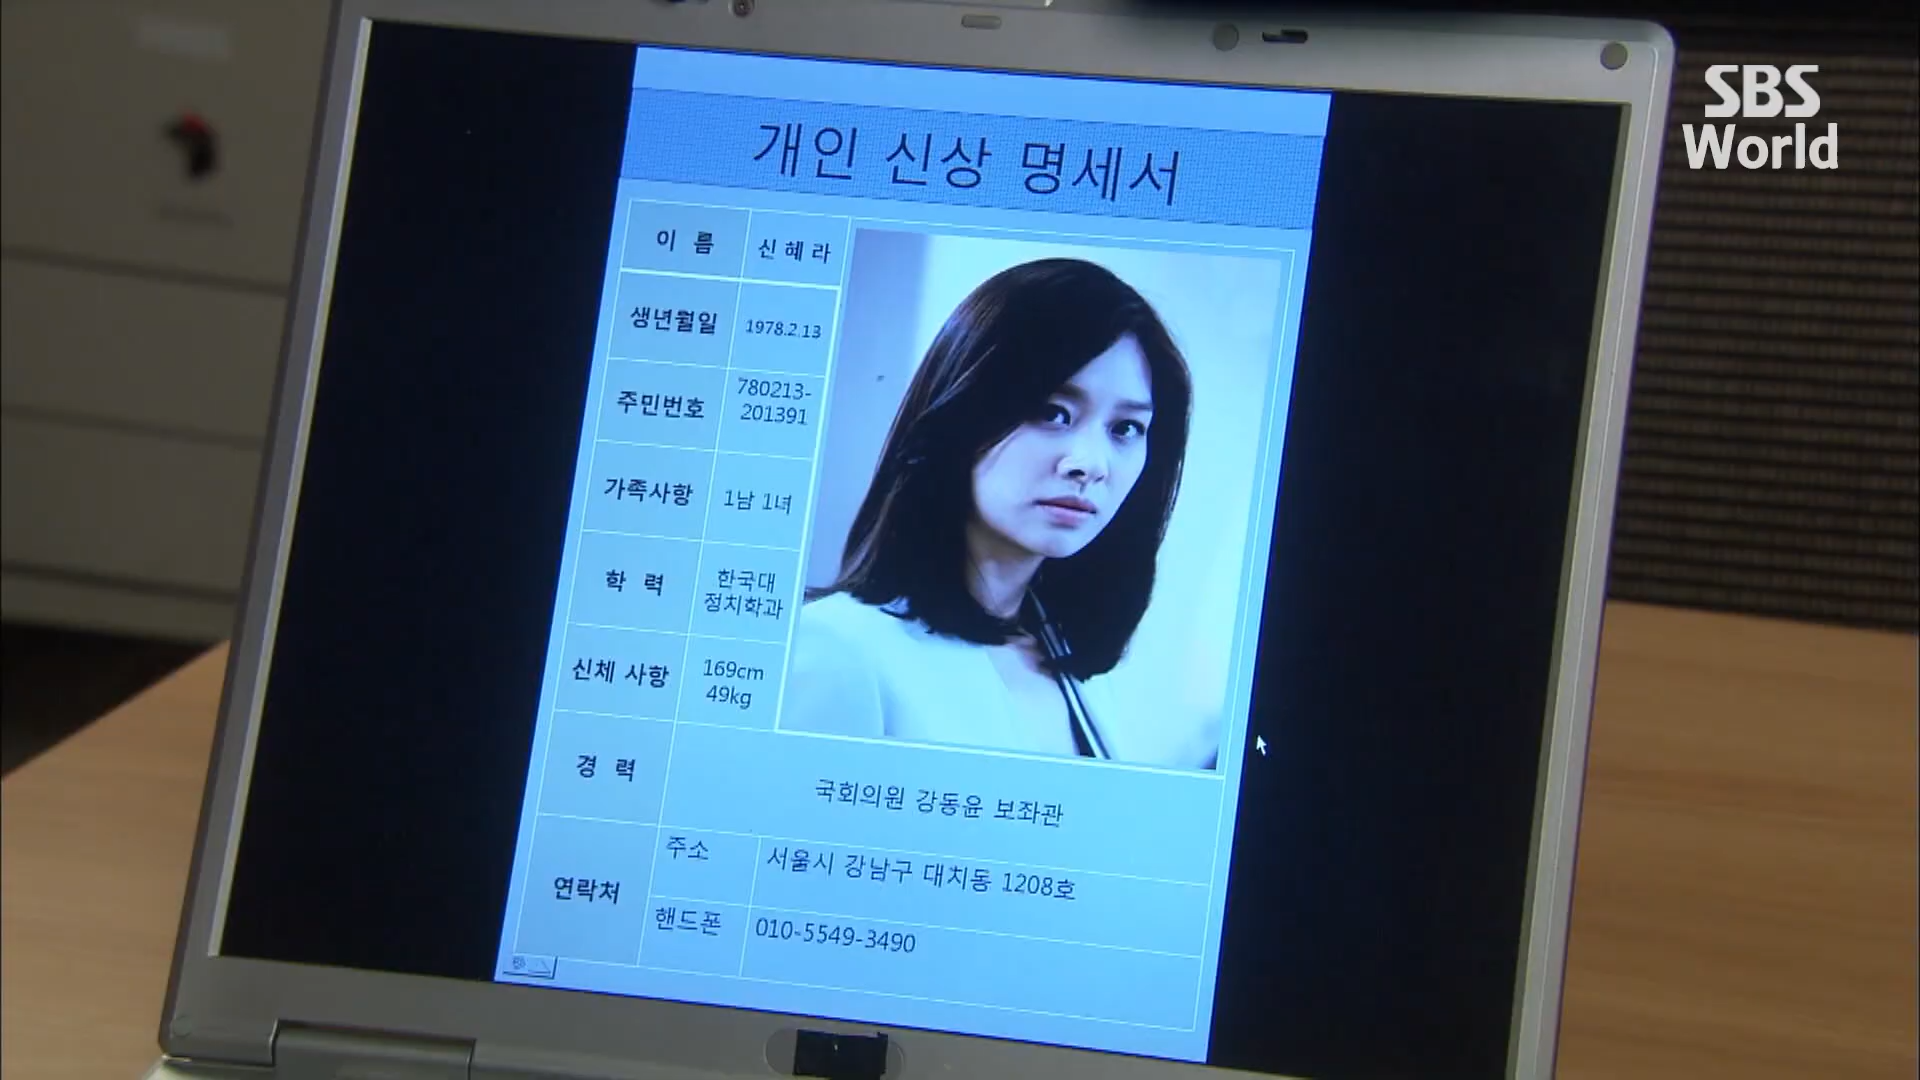 SBS
World
개인 신상 명세서
이 름 신 혜 라
생년월일 1978.2.13
주민번호 780213-
201391
가족사항 1남 1녀
학 력 한국대
정치학과
신체 사항 169cm
49kg
경 력 국회의원 강동윤 보좌관
연락처 주소 서울시 강남구 대치동 1208호
핸드폰 010-5549-3490